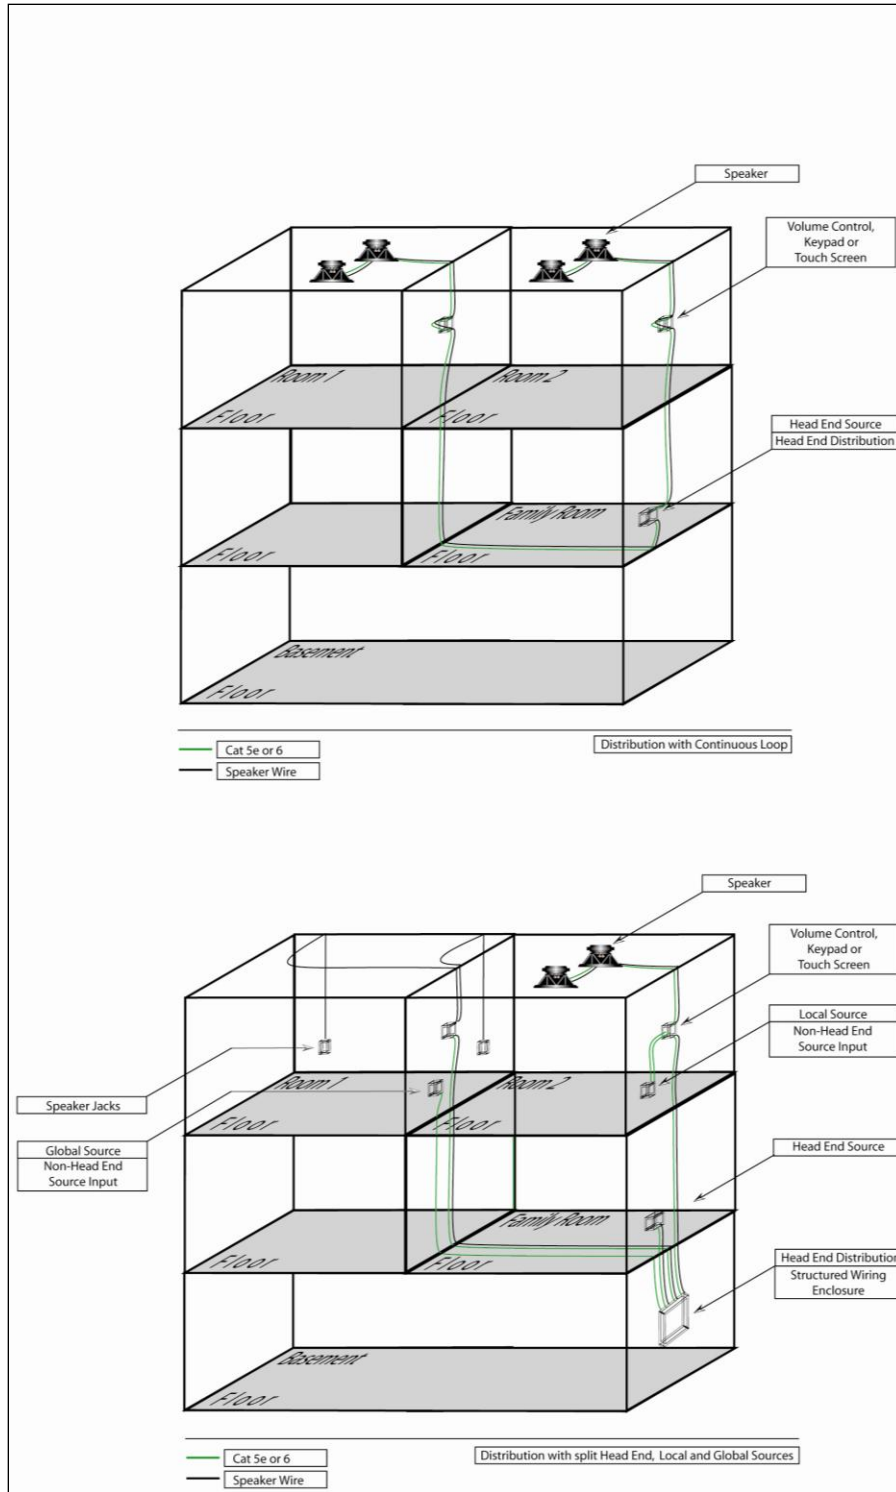 Speaker
Volume Control,
Keypad or
Touch Screen
Room 1
Room 2
Floor
Floor
Head End Source
Head End Distribution
Family Room
Floor
Floor
Basement
Floor
Cat 5e or 6
Distribution with Continuous Loop
Speaker Wire
Speaker
Volume Control,
Keypad or
Touch Screen
Local Source
Non-Head End
Source Input
Room 1
Room 2
Speaker Jacks
Floor
Floor
Global Source
Non-Head End
Source Input
Head End Source
Family Room
Floor
Floor
Head End Distribution
Structured Wiring
Enclosure
Basement
Floor
Cat 5e or 6
Distribution with split Head End, Local and Global Sources
Speaker Wire